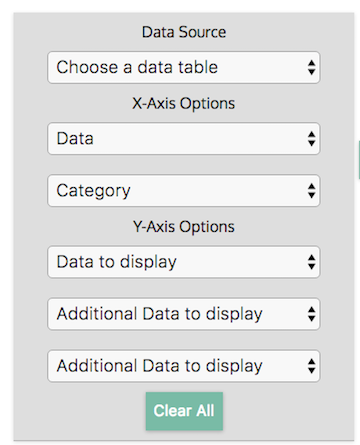 Data Source
Choose a data table
X-Axis Options
Data
Category
Y-Axis Options
Data to display
Additional Data to display
Additional Data to display
Clear All